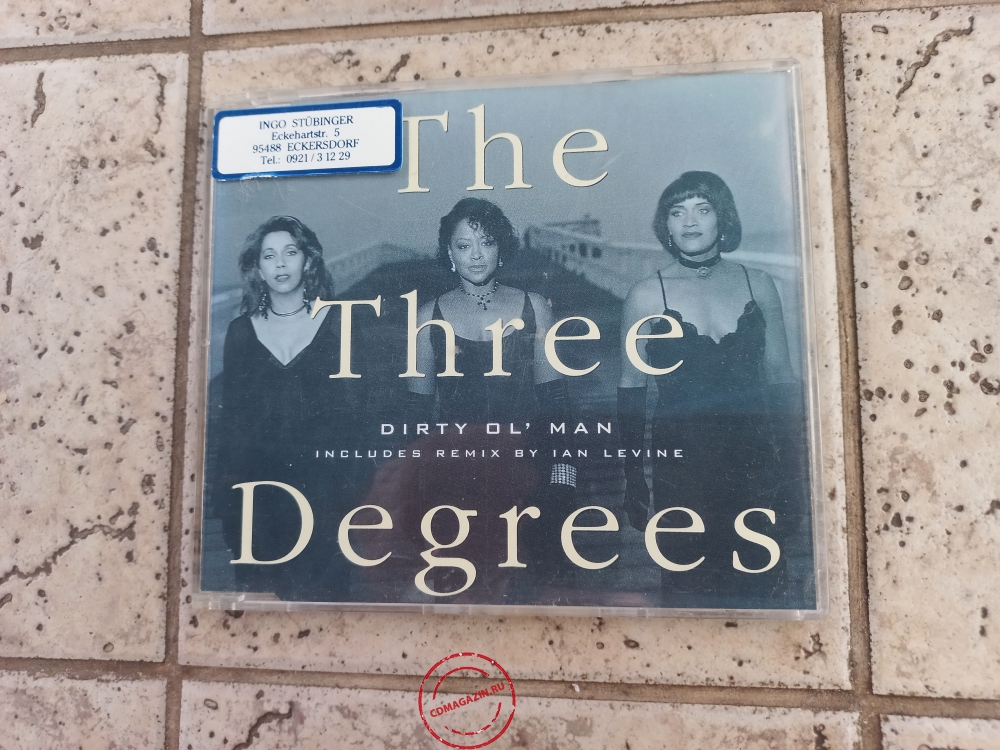 INGO STÜBINGER
Eckehartstr. 5
95488 ECKERSDORF
Tel.: 0921 / 3 12 29
The
Three
DIRTY OL' MAN
INCLUDES REMIX BY IAN LEVINE
Degrees
CDMAGAZIN.RU